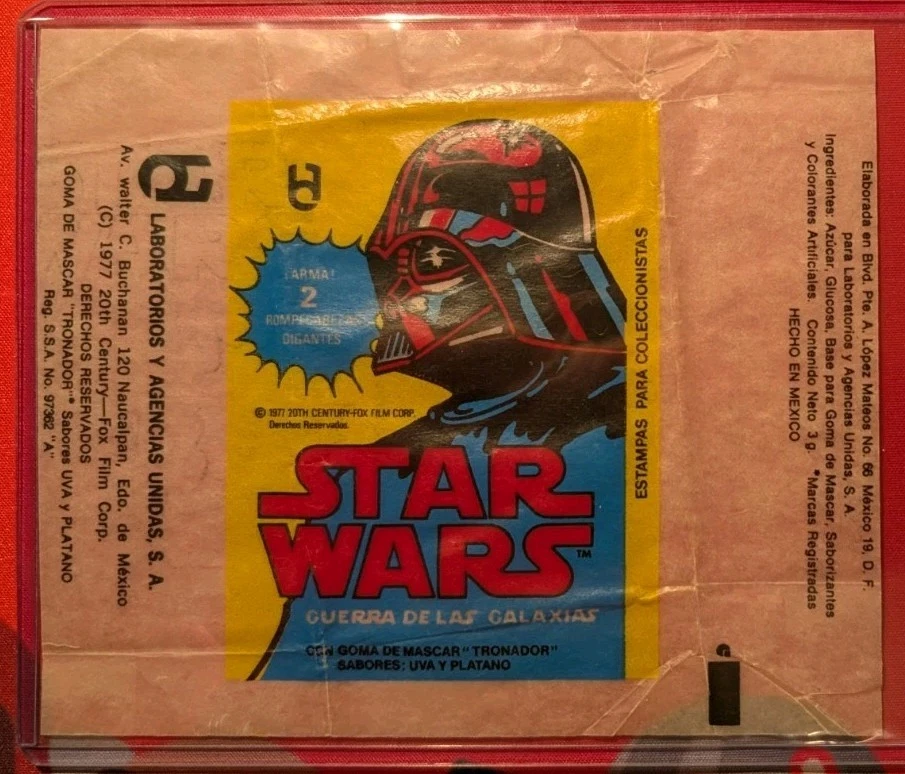 LABORATORIOS Y AGENCIAS UNIDAS, S. A.
Av. walter C. Buchanan 120 Naucalpan, Edo. de México
(C) 1977 20th Century—Fox Film Corp.
DERECHOS RESERVADOS
GOMA DE MASCAR "TRONADOR"* Sabores UVA y PLATANO
Reg. S.S.A. No. 97362 "A"
¡ARMA!
2
ROMPECABEZAS
GIGANTES
© 1977 20TH CENTURY-FOX FILM CORP.
Derechos Reservados.
ESTAMPAS PARA COLECCIONISTAS
STAR
WARS™
GUERRA DE LAS GALAXIAS
CON GOMA DE MASCAR "TRONADOR"
SABORES: UVA Y PLATANO
Elaborada en Blvd. Pte. A. López Mateos No. 66 México 19, D. F.
para Laboratorios y Agencias Unidas, S. A.
Ingredientes: Azúcar, Glucosa, Base para Goma de Mascar, Saborizantes
y Colorantes Artificiales. Contenido Neto 3 g. *Marcas Registradas
HECHO EN MEXICO